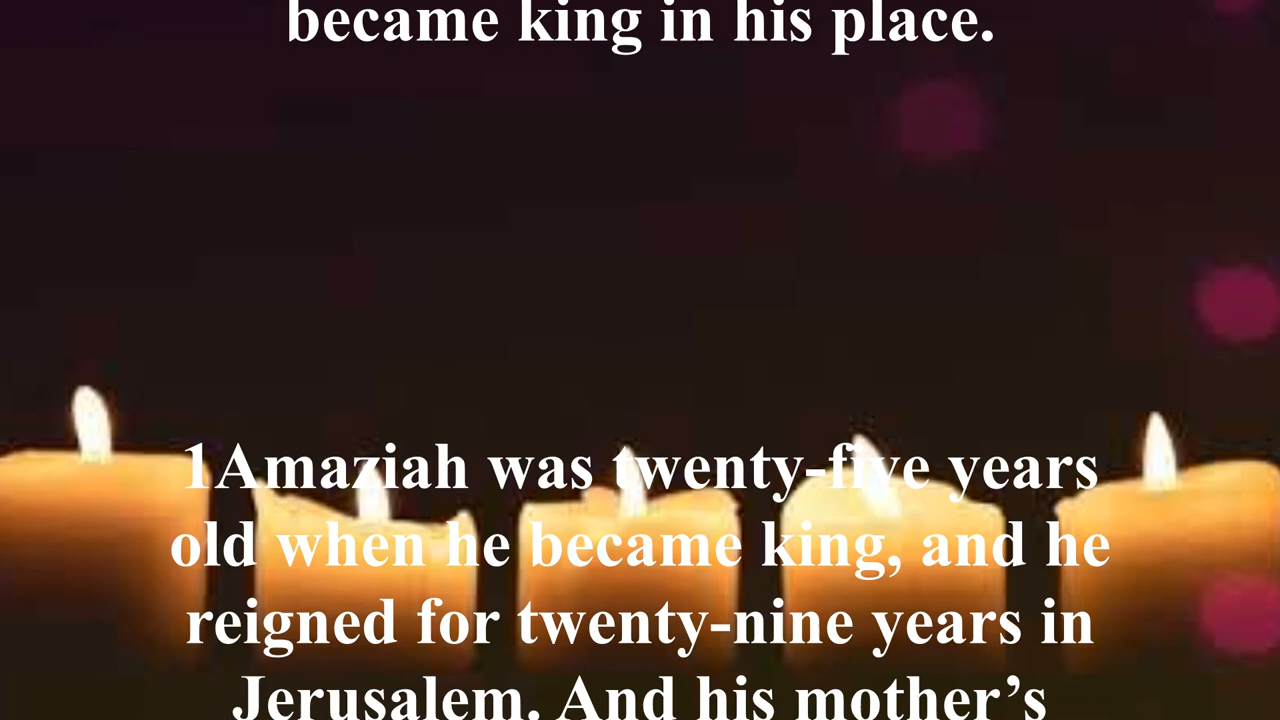 became king in his place.
1Amaziah was twenty-five years
old when he became king, and he
reigned for twenty-nine years in
Jerusalem. And his mother’s